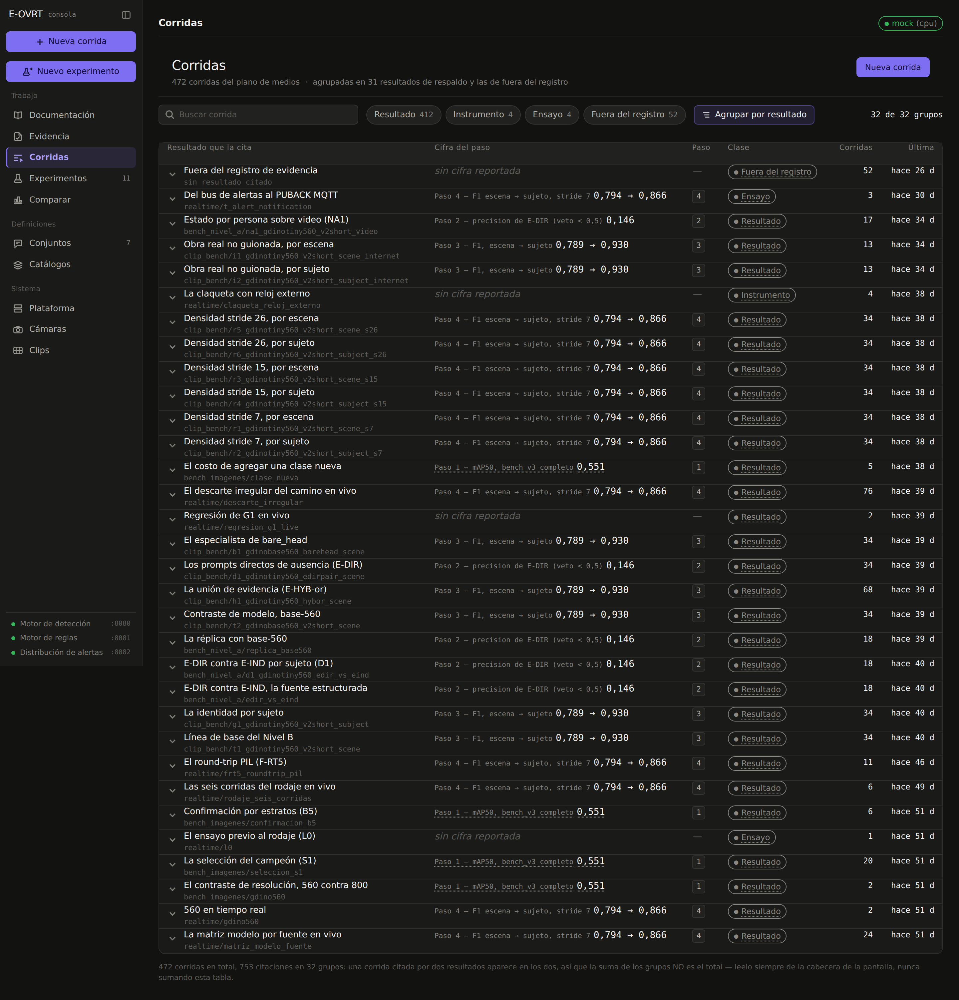 E-OVRT consola
Nueva corrida
Nuevo experimento
Trabajo
Documentación
Evidencia
Corridas
Experimentos 11
Comparar
Definiciones
Conjuntos 7
Catálogos
Sistema
Plataforma
Cámaras
Clips
Motor de detección :8080
Motor de reglas :8081
Distribución de alertas :8082
Corridas
mock (cpu)
Corridas
472 corridas del plano de medios · agrupadas en 31 resultados de respaldo y las de fuera del registro
Nueva corrida
Buscar corrida
Resultado 412 Instrumento 4 Ensayo 4 Fuera del registro 52 Agrupar por resultado 32 de 32 grupos
Resultado que la cita Cifra del paso Paso Clase Corridas Última
Fuera del registro de evidencia sin cifra reportada — Fuera del registro 52 hace 26 d
sin resultado citado
Del bus de alertas al PUBACK MQTT Paso 4 — F1 escena → sujeto, stride 7 0,794 → 0,866 4 Ensayo 3 hace 30 d
realtime/t_alert_notification
Estado por persona sobre video (NA1) Paso 2 — precision de E-DIR (veto < 0,5) 0,146 2 Resultado 17 hace 34 d
bench_nivel_a/na1_gdinotiny560_v2short_video
Obra real no guionada, por escena Paso 3 — F1, escena → sujeto 0,789 → 0,930 3 Resultado 13 hace 34 d
clip_bench/i1_gdinotiny560_v2short_scene_internet
Obra real no guionada, por sujeto Paso 3 — F1, escena → sujeto 0,789 → 0,930 3 Resultado 13 hace 34 d
clip_bench/i2_gdinotiny560_v2short_subject_internet
La claqueta con reloj externo sin cifra reportada — Instrumento 4 hace 38 d
realtime/claqueta_reloj_externo
Densidad stride 26, por escena Paso 4 — F1 escena → sujeto, stride 7 0,794 → 0,866 4 Resultado 34 hace 38 d
clip_bench/r5_gdinotiny560_v2short_scene_s26
Densidad stride 26, por sujeto Paso 4 — F1 escena → sujeto, stride 7 0,794 → 0,866 4 Resultado 34 hace 38 d
clip_bench/r6_gdinotiny560_v2short_subject_s26
Densidad stride 15, por escena Paso 4 — F1 escena → sujeto, stride 7 0,794 → 0,866 4 Resultado 34 hace 38 d
clip_bench/r3_gdinotiny560_v2short_scene_s15
Densidad stride 15, por sujeto Paso 4 — F1 escena → sujeto, stride 7 0,794 → 0,866 4 Resultado 34 hace 38 d
clip_bench/r4_gdinotiny560_v2short_subject_s15
Densidad stride 7, por escena Paso 4 — F1 escena → sujeto, stride 7 0,794 → 0,866 4 Resultado 34 hace 38 d
clip_bench/r1_gdinotiny560_v2short_scene_s7
Densidad stride 7, por sujeto Paso 4 — F1 escena → sujeto, stride 7 0,794 → 0,866 4 Resultado 34 hace 38 d
clip_bench/r2_gdinotiny560_v2short_subject_s7
El costo de agregar una clase nueva Paso 1 — mAP50, bench_v3 completo 0,551 1 Resultado 5 hace 38 d
bench_imagenes/clase_nueva
El descarte irregular del camino en vivo Paso 4 — F1 escena → sujeto, stride 7 0,794 → 0,866 4 Resultado 76 hace 39 d
realtime/descarte_irregular
Regresión de G1 en vivo sin cifra reportada — Resultado 2 hace 39 d
realtime/regresion_g1_live
El especialista de bare_head Paso 3 — F1, escena → sujeto 0,789 → 0,930 3 Resultado 34 hace 39 d
clip_bench/b1_gdinobase560_barehead_scene
Los prompts directos de ausencia (E-DIR) Paso 2 — precision de E-DIR (veto < 0,5) 0,146 2 Resultado 34 hace 39 d
clip_bench/d1_gdinotiny560_edirpair_scene
La unión de evidencia (E-HYB-or) Paso 3 — F1, escena → sujeto 0,789 → 0,930 3 Resultado 68 hace 39 d
clip_bench/h1_gdinotiny560_hybor_scene
Contraste de modelo, base-560 Paso 3 — F1, escena → sujeto 0,789 → 0,930 3 Resultado 34 hace 39 d
clip_bench/t2_gdinobase560_v2short_scene
La réplica con base-560 Paso 2 — precision de E-DIR (veto < 0,5) 0,146 2 Resultado 18 hace 39 d
bench_nivel_a/replica_base560
E-DIR contra E-IND por sujeto (D1) Paso 2 — precision de E-DIR (veto < 0,5) 0,146 2 Resultado 18 hace 40 d
bench_nivel_a/d1_gdinotiny560_edir_vs_eind
E-DIR contra E-IND, la fuente estructurada Paso 2 — precision de E-DIR (veto < 0,5) 0,146 2 Resultado 18 hace 40 d
bench_nivel_a/edir_vs_eind
La identidad por sujeto Paso 3 — F1, escena → sujeto 0,789 → 0,930 3 Resultado 34 hace 40 d
clip_bench/g1_gdinotiny560_v2short_subject
Línea de base del Nivel B Paso 3 — F1, escena → sujeto 0,789 → 0,930 3 Resultado 34 hace 40 d
clip_bench/t1_gdinotiny560_v2short_scene
El round-trip PIL (F-RT5) Paso 4 — F1 escena → sujeto, stride 7 0,794 → 0,866 4 Resultado 11 hace 46 d
realtime/frt5_roundtrip_pil
Las seis corridas del rodaje en vivo Paso 4 — F1 escena → sujeto, stride 7 0,794 → 0,866 4 Resultado 6 hace 49 d
realtime/rodaje_seis_corridas
Confirmación por estratos (B5) Paso 1 — mAP50, bench_v3 completo 0,551 1 Resultado 6 hace 51 d
bench_imagenes/confirmacion_b5
El ensayo previo al rodaje (L0) sin cifra reportada — Ensayo 1 hace 51 d
realtime/l0
La selección del campeón (S1) Paso 1 — mAP50, bench_v3 completo 0,551 1 Resultado 20 hace 51 d
bench_imagenes/seleccion_s1
El contraste de resolución, 560 contra 800 Paso 1 — mAP50, bench_v3 completo 0,551 1 Resultado 2 hace 51 d
bench_imagenes/gdino560
560 en tiempo real Paso 4 — F1 escena → sujeto, stride 7 0,794 → 0,866 4 Resultado 2 hace 51 d
realtime/gdino560
La matriz modelo por fuente en vivo Paso 4 — F1 escena → sujeto, stride 7 0,794 → 0,866 4 Resultado 24 hace 51 d
realtime/matriz_modelo_fuente
472 corridas en total, 753 citaciones en 32 grupos: una corrida citada por dos resultados aparece en los dos, así que la suma de los grupos NO es el total — leelo siempre de la cabecera de la pantalla, nunca
sumando esta tabla.